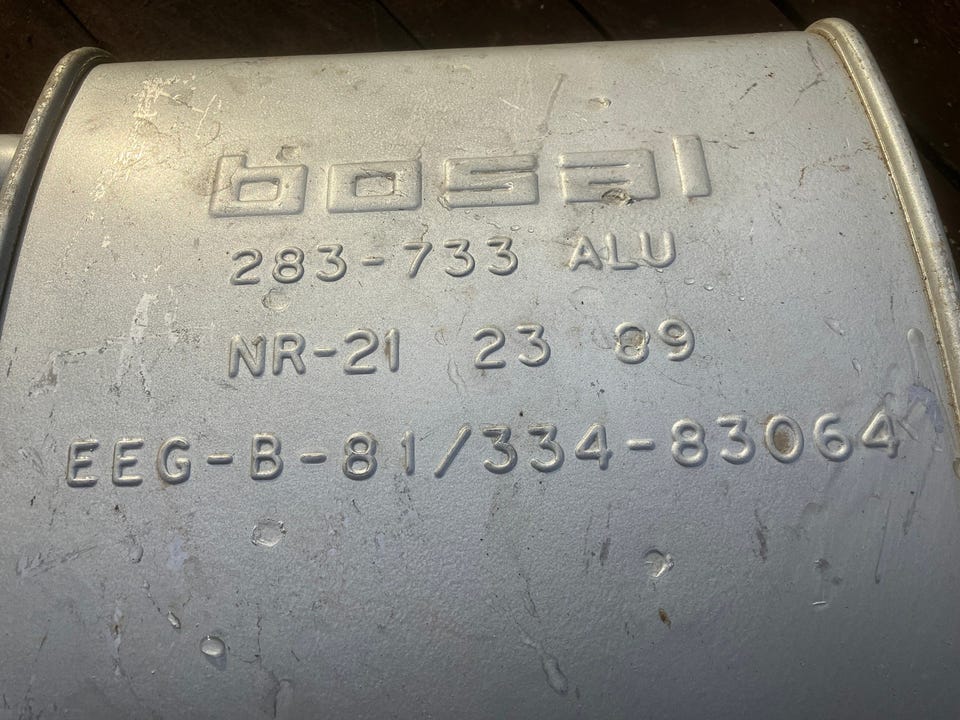 bosal
283-733 ALU
NR-21 23 89
EEG-B-81/334-83064